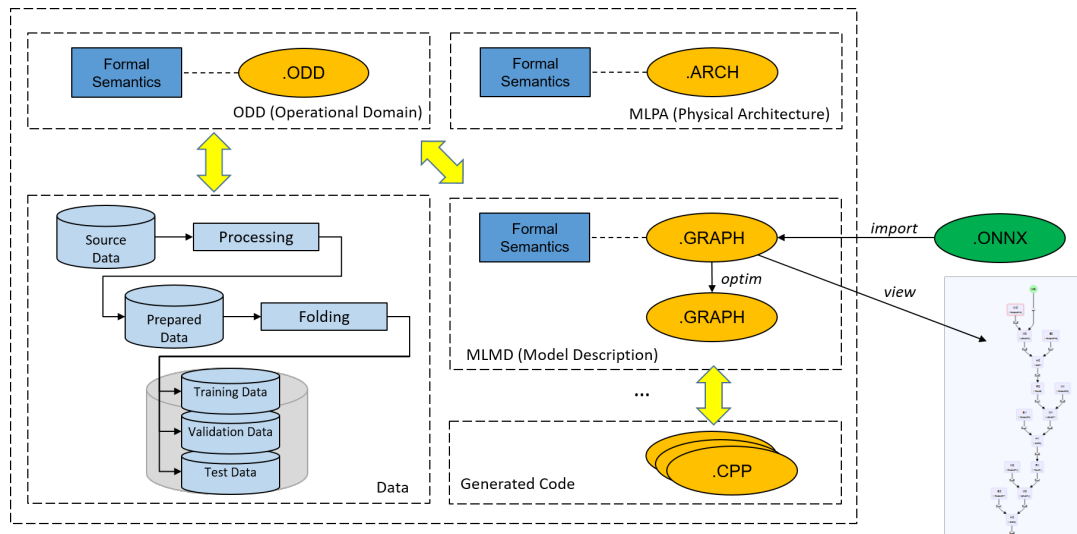 Formal
Semantics
.ODD
ODD (Operational Domain)
Formal
Semantics
.ARCH
MLPA (Physical Architecture)
Source
Data
Processing
Prepared
Data
Folding
Training Data
Validation Data
Test Data
Data
Formal
Semantics
.GRAPH
optim
.GRAPH
MLMD (Model Description)
import
.ONNX
view
...
Generated Code
.CPP